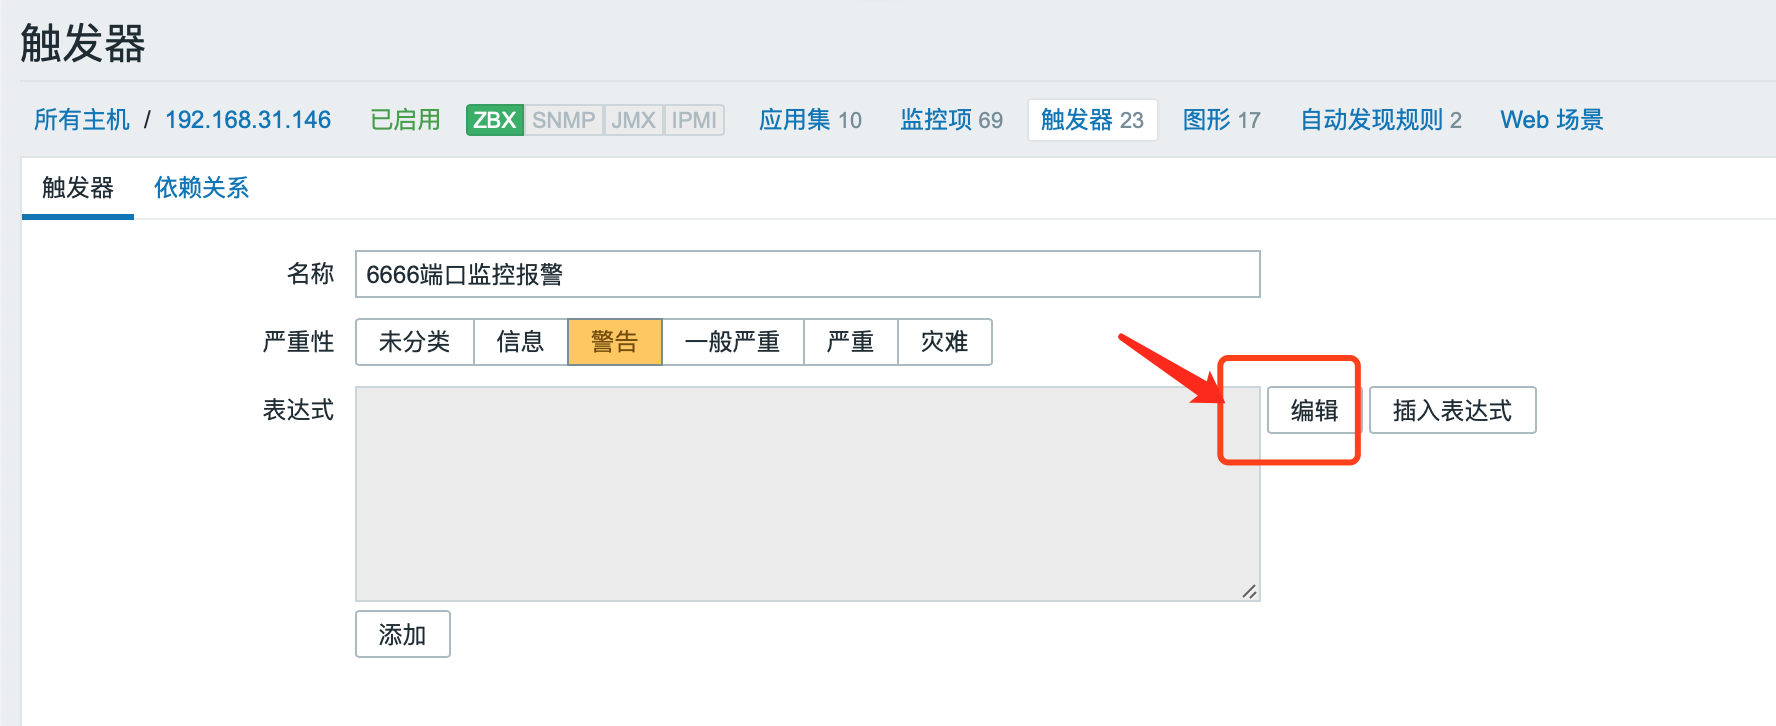 触发器
所有主机 / 192.168.31.146 已启用 ZBX SNMP JMX IPMI 应用集 10 监控项 69 触发器 23 图形 17 自动发现规则 2 Web 场景
触发器 依赖关系
名称 6666端口监控报警
严重性 未分类 信息 警告 一般严重 严重 灾难
表达式 编辑 插入表达式
添加